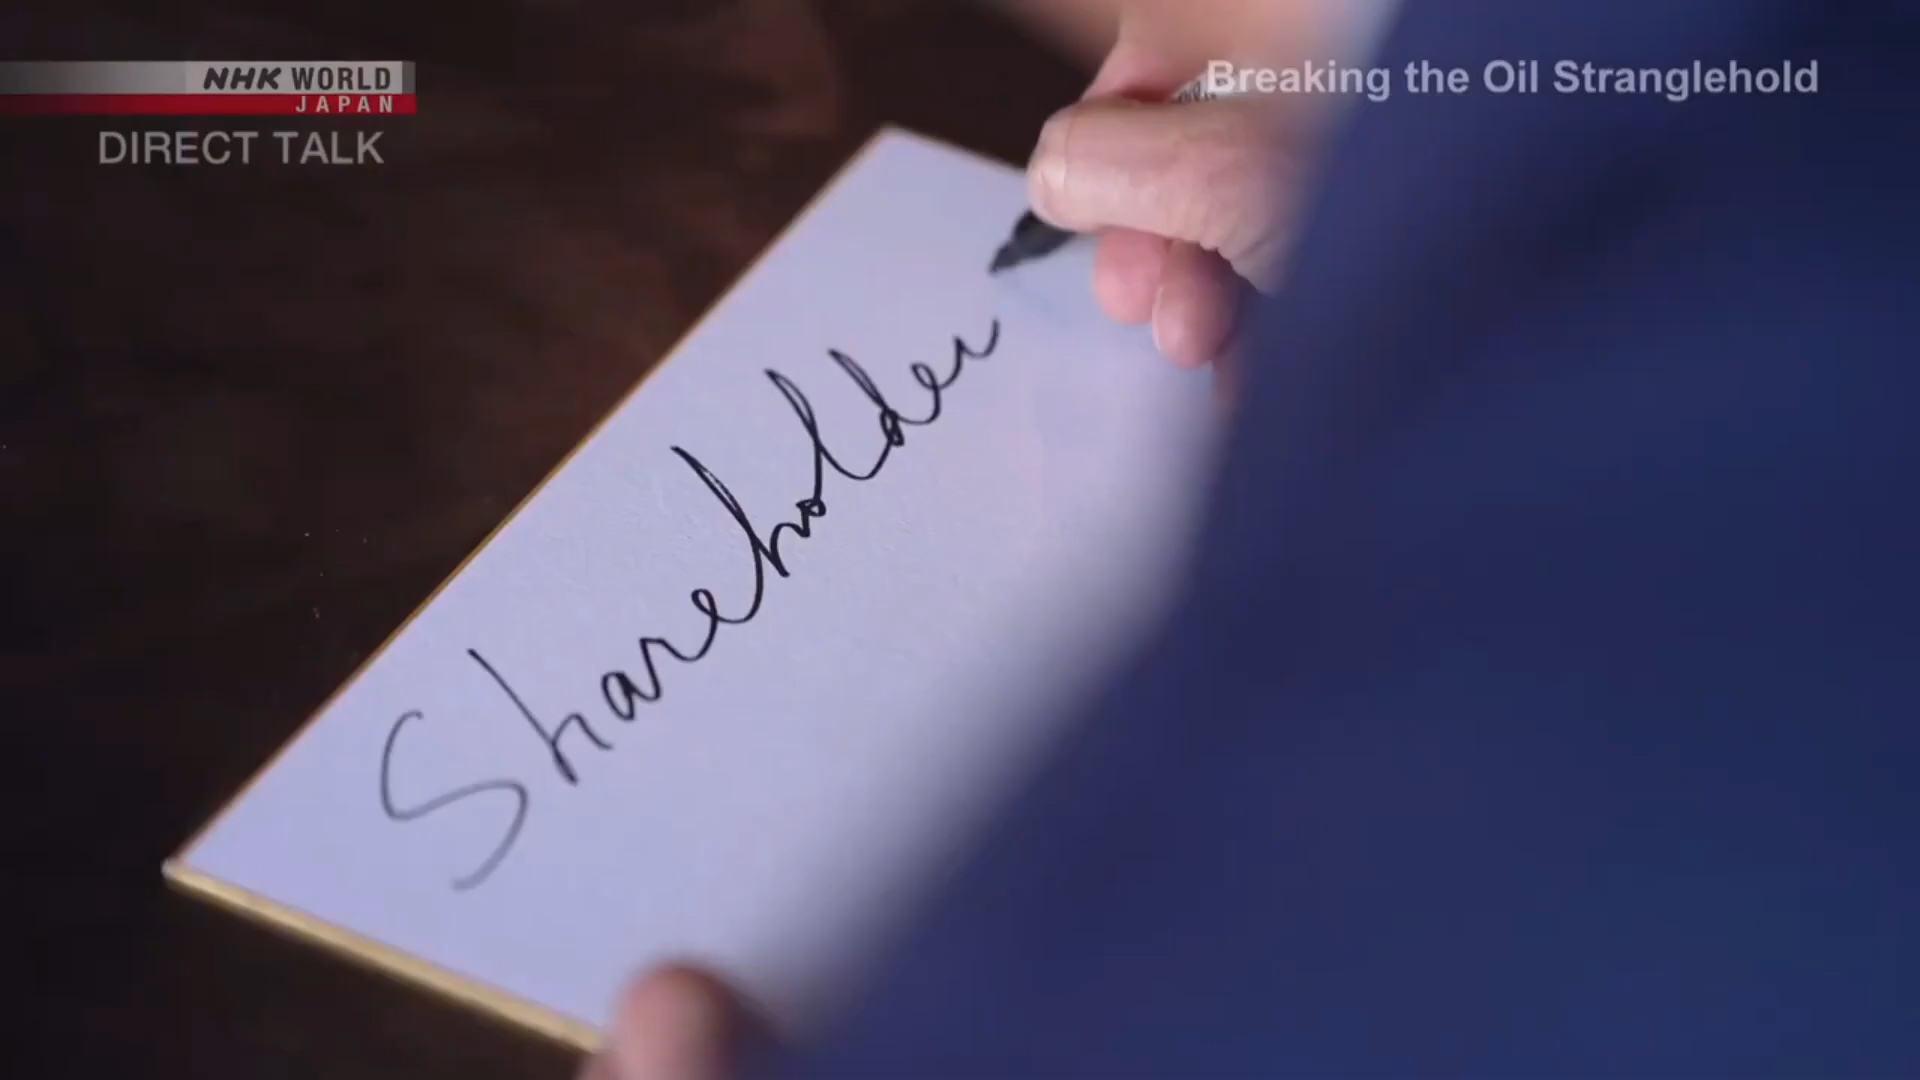 NHK WORLD
JAPAN
DIRECT TALK
Breaking the Oil Stranglehold
Shareholder